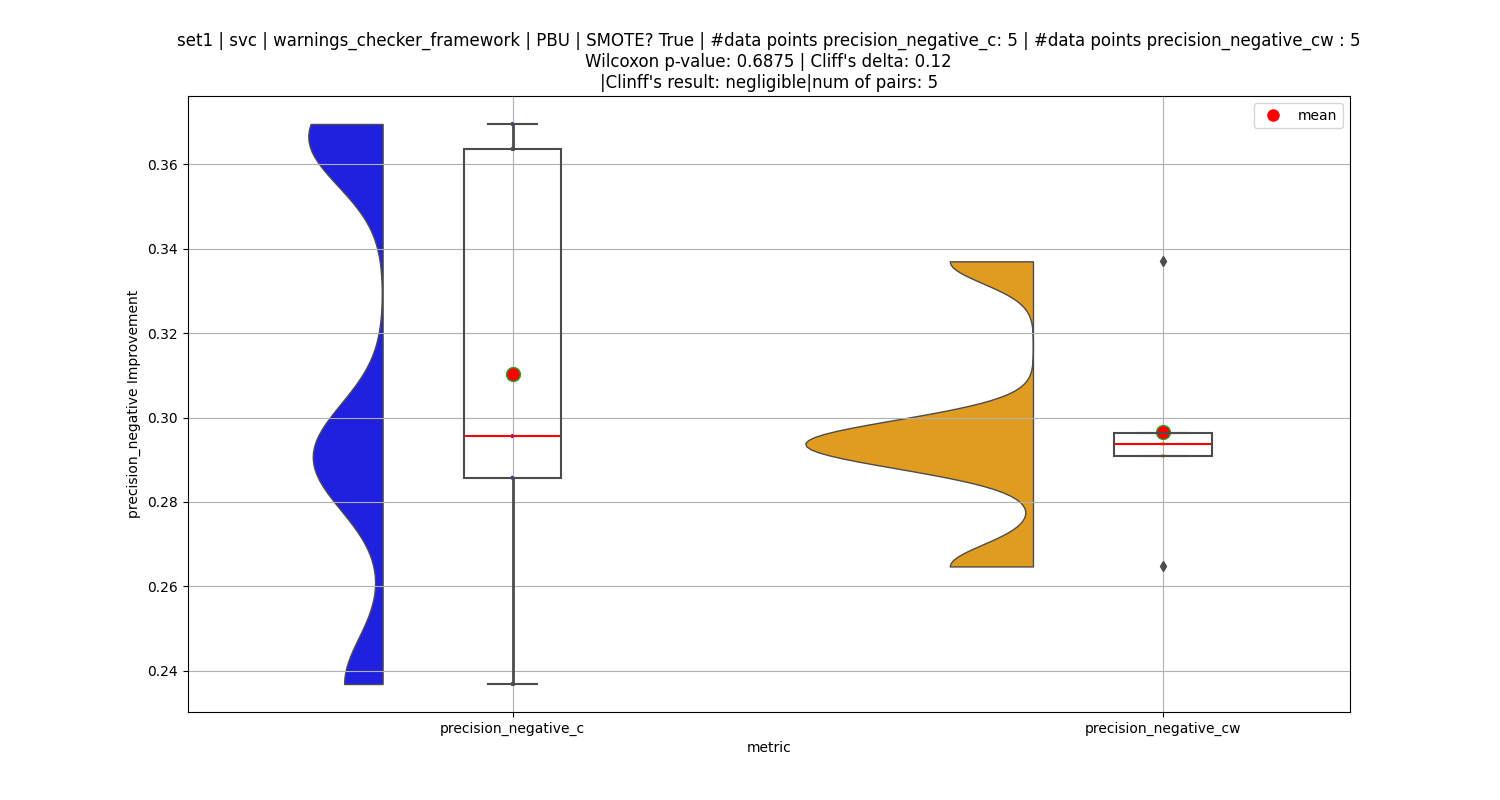 set1 | svc | warnings_checker_framework | PBU | SMOTE? True | #data points precision_negative_c: 5 | #data points precision_negative_cw : 5
Wilcoxon p-value: 0.6875 | Cliff's delta: 0.12
|Clinff's result: negligible|num of pairs: 5
mean
0.36
0.34
0.32
0.30
0.28
0.26
0.24
precision_negative Improvement
precision_negative_c
precision_negative_cw
metric